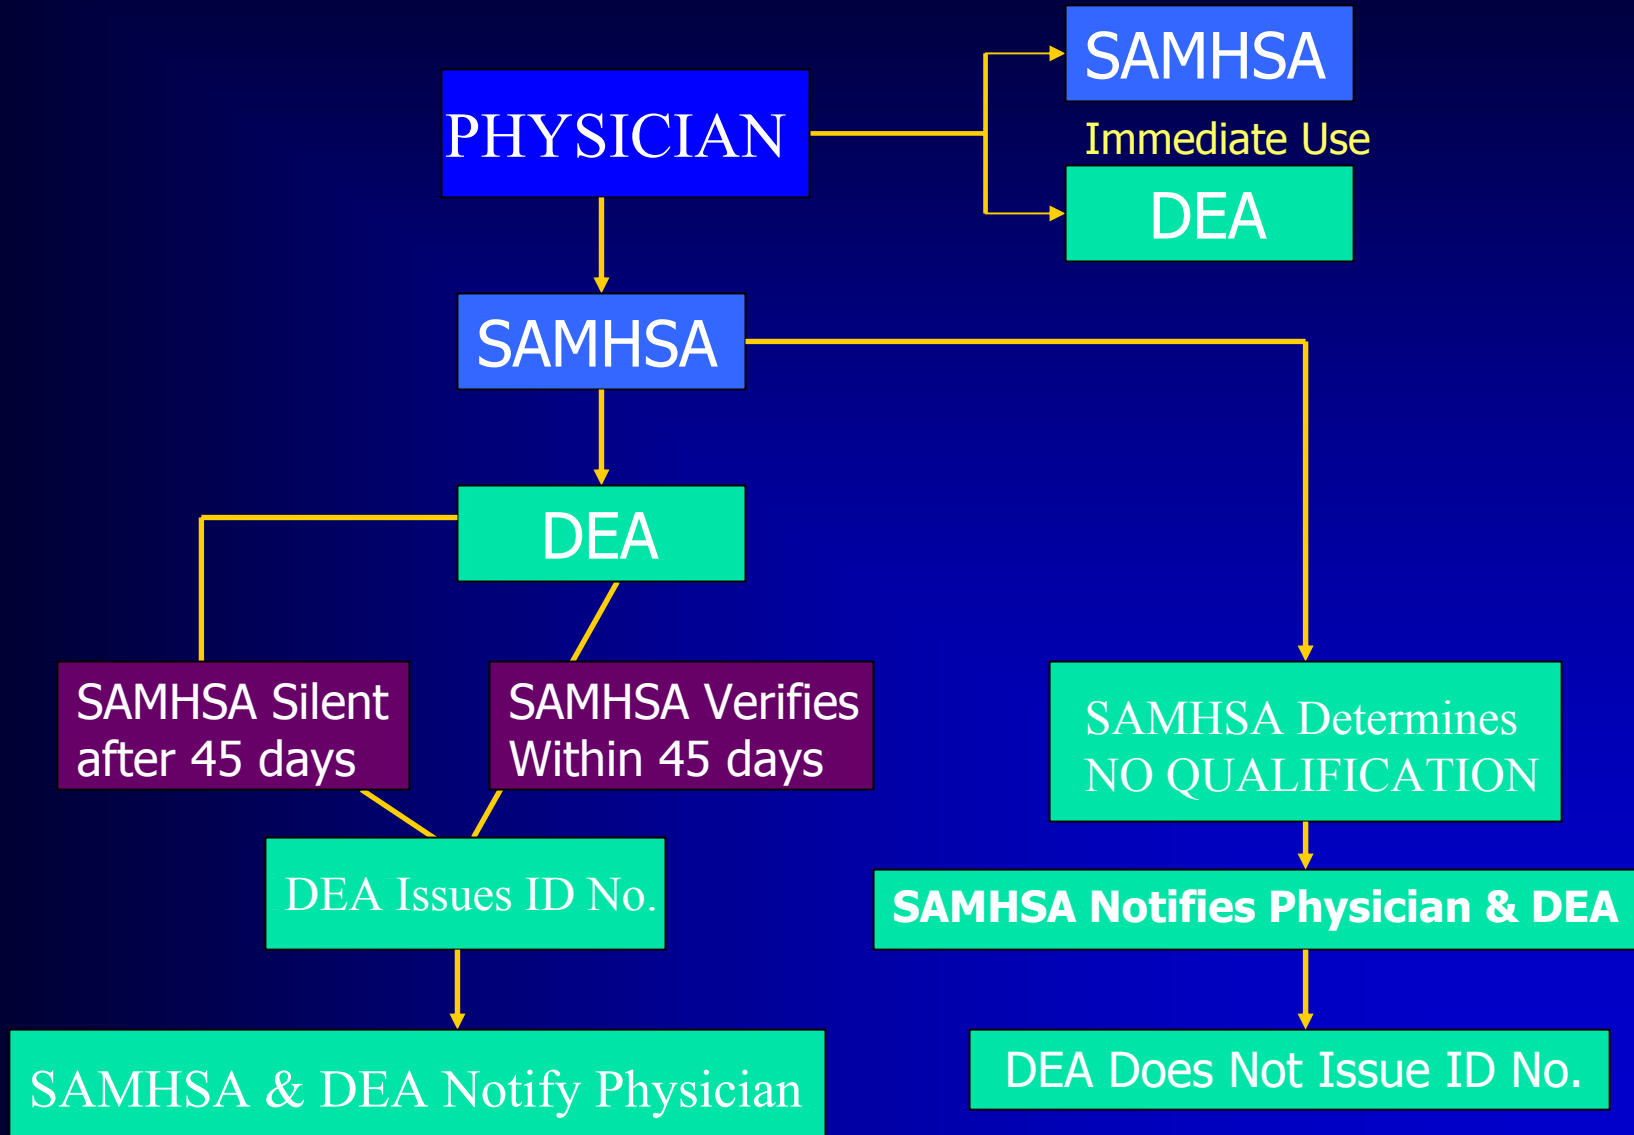 SAMHSA
PHYSICIAN
Immediate Use
DEA
SAMHSA
DEA
SAMHSA Silent
after 45 days
SAMHSA Verifies
Within 45 days
SAMHSA Determines
NO QUALIFICATION
DEA Issues ID No.
SAMHSA Notifies Physician & DEA
SAMHSA & DEA Notify Physician
DEA Does Not Issue ID No.